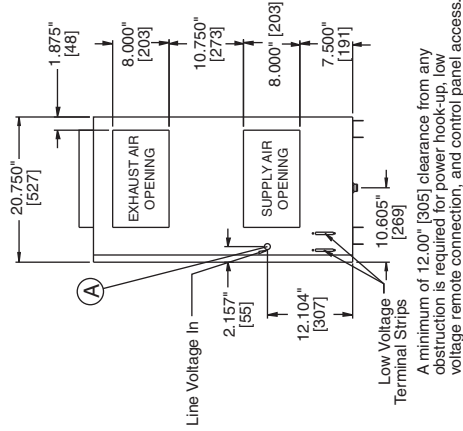 20.750"
[527]
1.875"
[48]
8.000"
[203]
10.750"
[273]
8.000" [203]
7.500"
[191]
EXHAUST AIR
OPENING
SUPPLY AIR
OPENING
A
Line Voltage In
2.157"
[55]
12.104"
[307]
10.605"
[269]
Low Voltage
Terminal Strips
A minimum of 12.00" [305] clearance from any
obstruction is required for power hook-up, low
voltage remote connection, and control panel access.